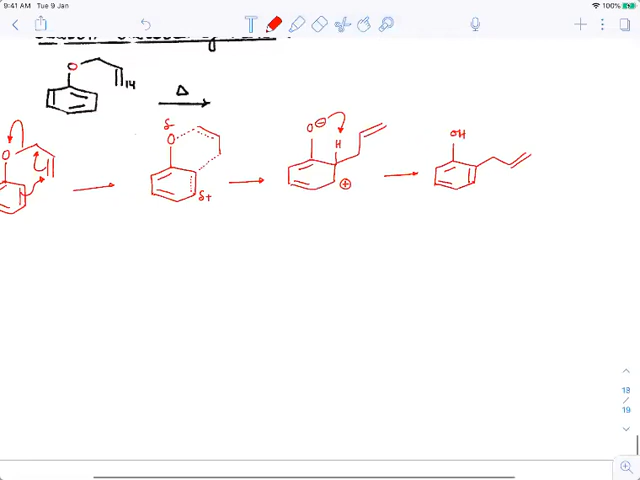 9:41 AM Tue 9 Jan
100%
T
O
14
Δ
δ-
O
O
δ+
O ⊖
H
⊕
OH
18
/
19